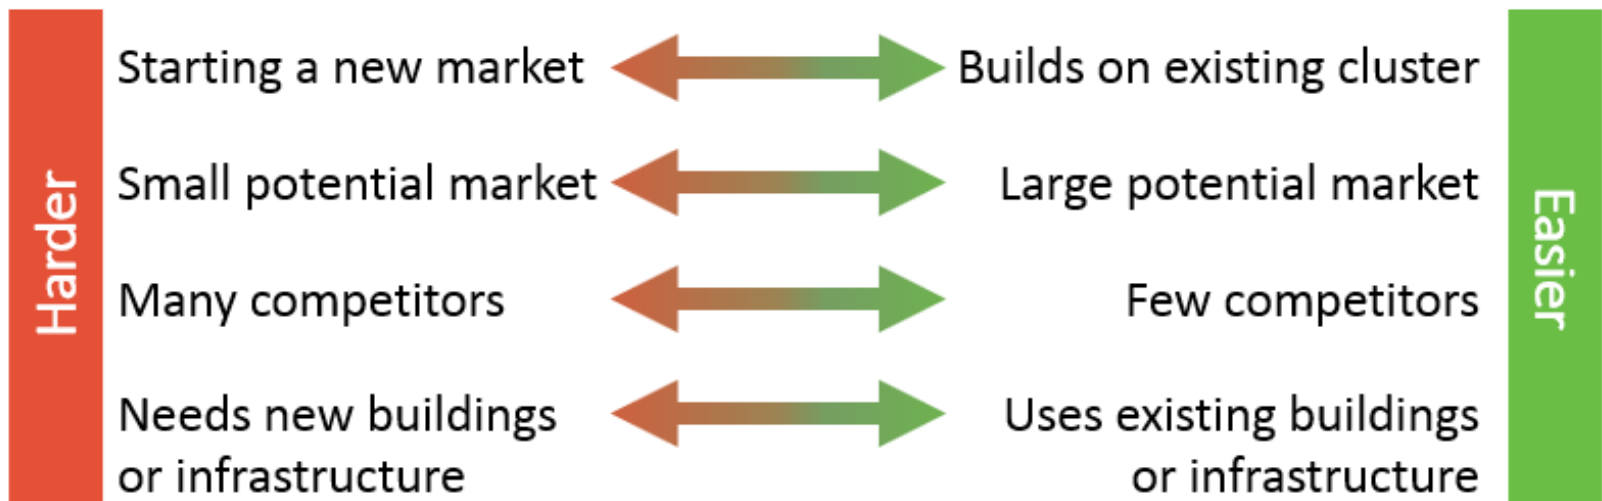 Harder
Starting a new market
Builds on existing cluster
Small potential market
Large potential market
Many competitors
Few competitors
Needs new buildings
or infrastructure
Uses existing buildings
or infrastructure
Easier